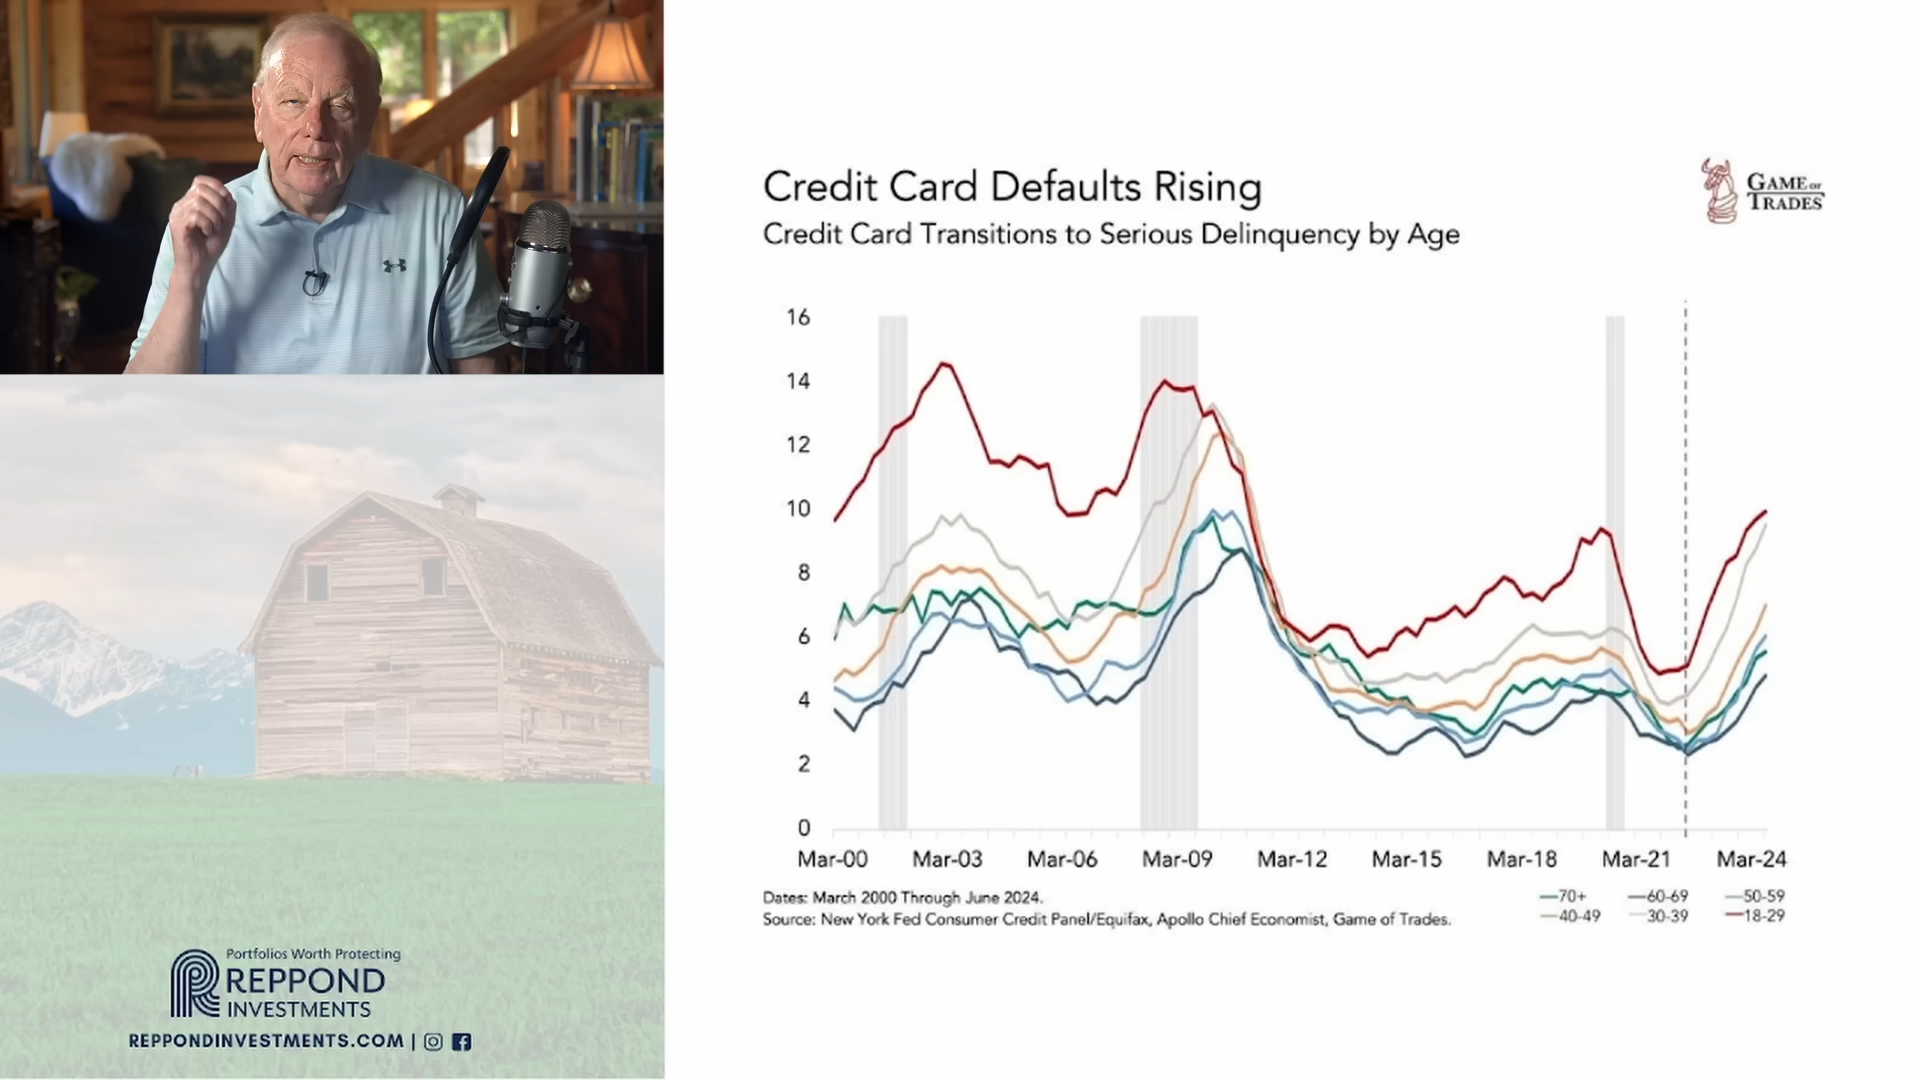 Credit Card Defaults Rising
Credit Card Transitions to Serious Delinquency by Age
GAME OF
TRADES
16
14
12
10
8
6
4
2
0
Mar-00 Mar-03 Mar-06 Mar-09 Mar-12 Mar-15 Mar-18 Mar-21 Mar-24
Dates: March 2000 Through June 2024.
Source: New York Fed Consumer Credit Panel/Equifax, Apollo Chief Economist, Game of Trades.
70+ 60-69 50-59
40-49 30-39 18-29
Portfolios Worth Protecting
REPPOND
INVESTMENTS
REPPONDINVESTMENTS.COM |